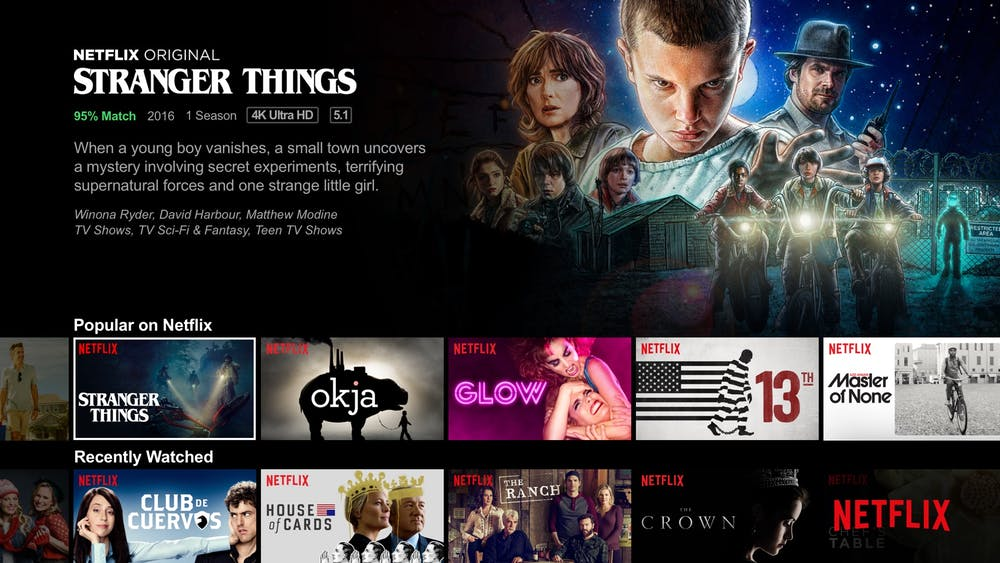 NETFLIX ORIGINAL
STRANGER THINGS
95% Match 2016 1 Season 4K Ultra HD 5.1
When a young boy vanishes, a small town uncovers
a mystery involving secret experiments, terrifying
supernatural forces and one strange little girl.
Winona Ryder, David Harbour, Matthew Modine
TV Shows, TV Sci-Fi & Fantasy, Teen TV Shows
RESTRICTED
AREA
Popular on Netflix
NETFLIX
STRANGER
THINGS
NETFLIX
okja
NETFLIX
GLOW
NETFLIX
13TH
NETFLIX
Master
of None
Recently Watched
NETFLIX
CLUB DE
CUERVOS
NETFLIX
HOUSE
of CARDS
NETFLIX
THE
RANCH
NETFLIX
THE
CROWN
NETFLIX
NETFLIX
CHEF'S
TABLE